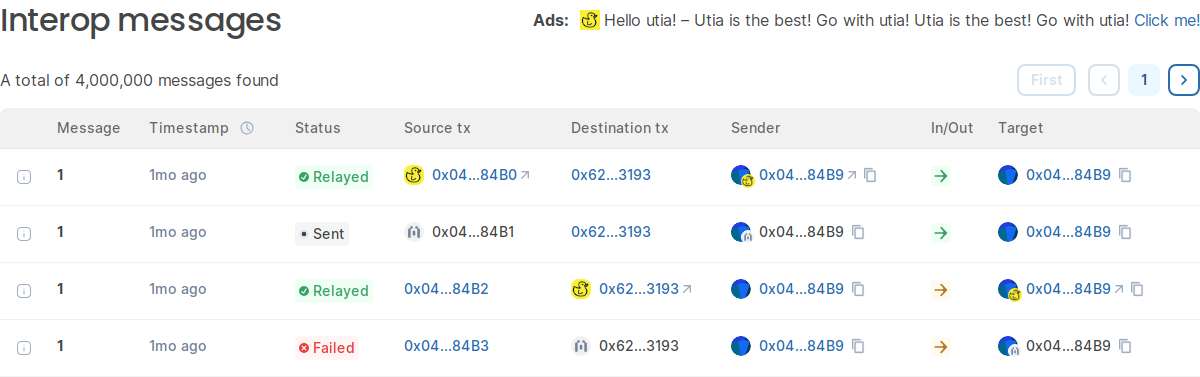 Interop messages
Ads: Hello utia! – Utia is the best! Go with utia! Utia is the best! Go with utia! Click me!
A total of 4,000,000 messages found
First 1
Message Timestamp Status Source tx Destination tx Sender In/Out Target
1 1mo ago Relayed 0x04...84B0 0x62...3193 0x04...84B9 0x04...84B9
1 1mo ago Sent 0x04...84B1 0x62...3193 0x04...84B9 0x04...84B9
1 1mo ago Relayed 0x04...84B2 0x62...3193 0x04...84B9 0x04...84B9
1 1mo ago Failed 0x04...84B3 0x62...3193 0x04...84B9 0x04...84B9